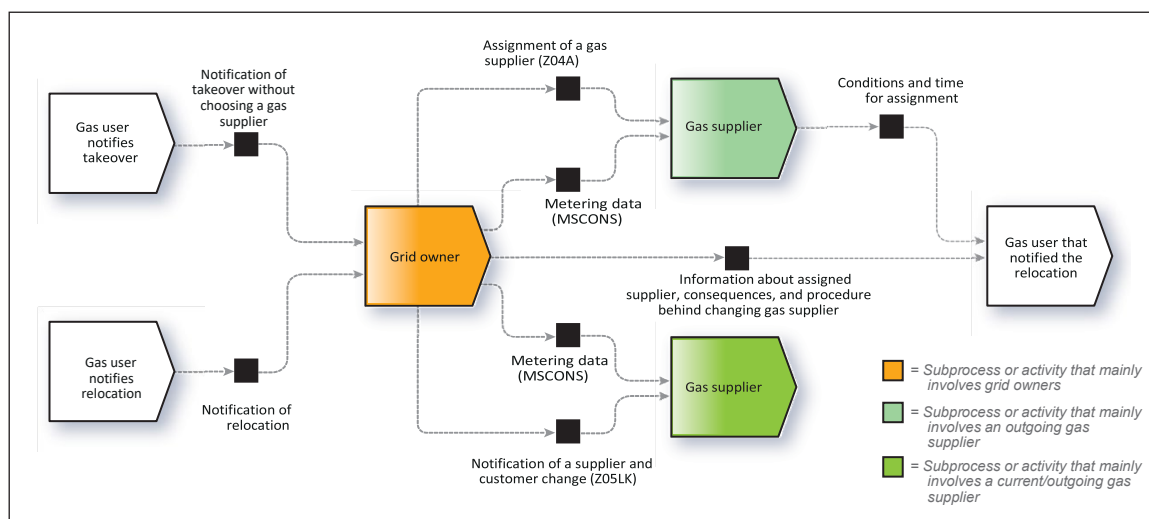 Gas user
notifies
takeover
Notification of
takeover without
choosing a gas
supplier
Assignment of a gas
supplier (Z04A)
Gas supplier
Conditions and time
for assignment
Metering data
(MSCONS)
Grid owner
Gas user that
notified the
relocation
Information about assigned
supplier, consequences, and procedure
behind changing gas supplier
Gas user
notifies
relocation
Notification of
relocation
Metering data
(MSCONS)
Gas supplier
Notification of a supplier and
customer change (Z05LK)
= Subprocess or activity that mainly
involves grid owners
= Subprocess or activity that mainly
involves an outgoing gas
supplier
= Subprocess or activity that mainly
involves a current/outgoing gas
supplier